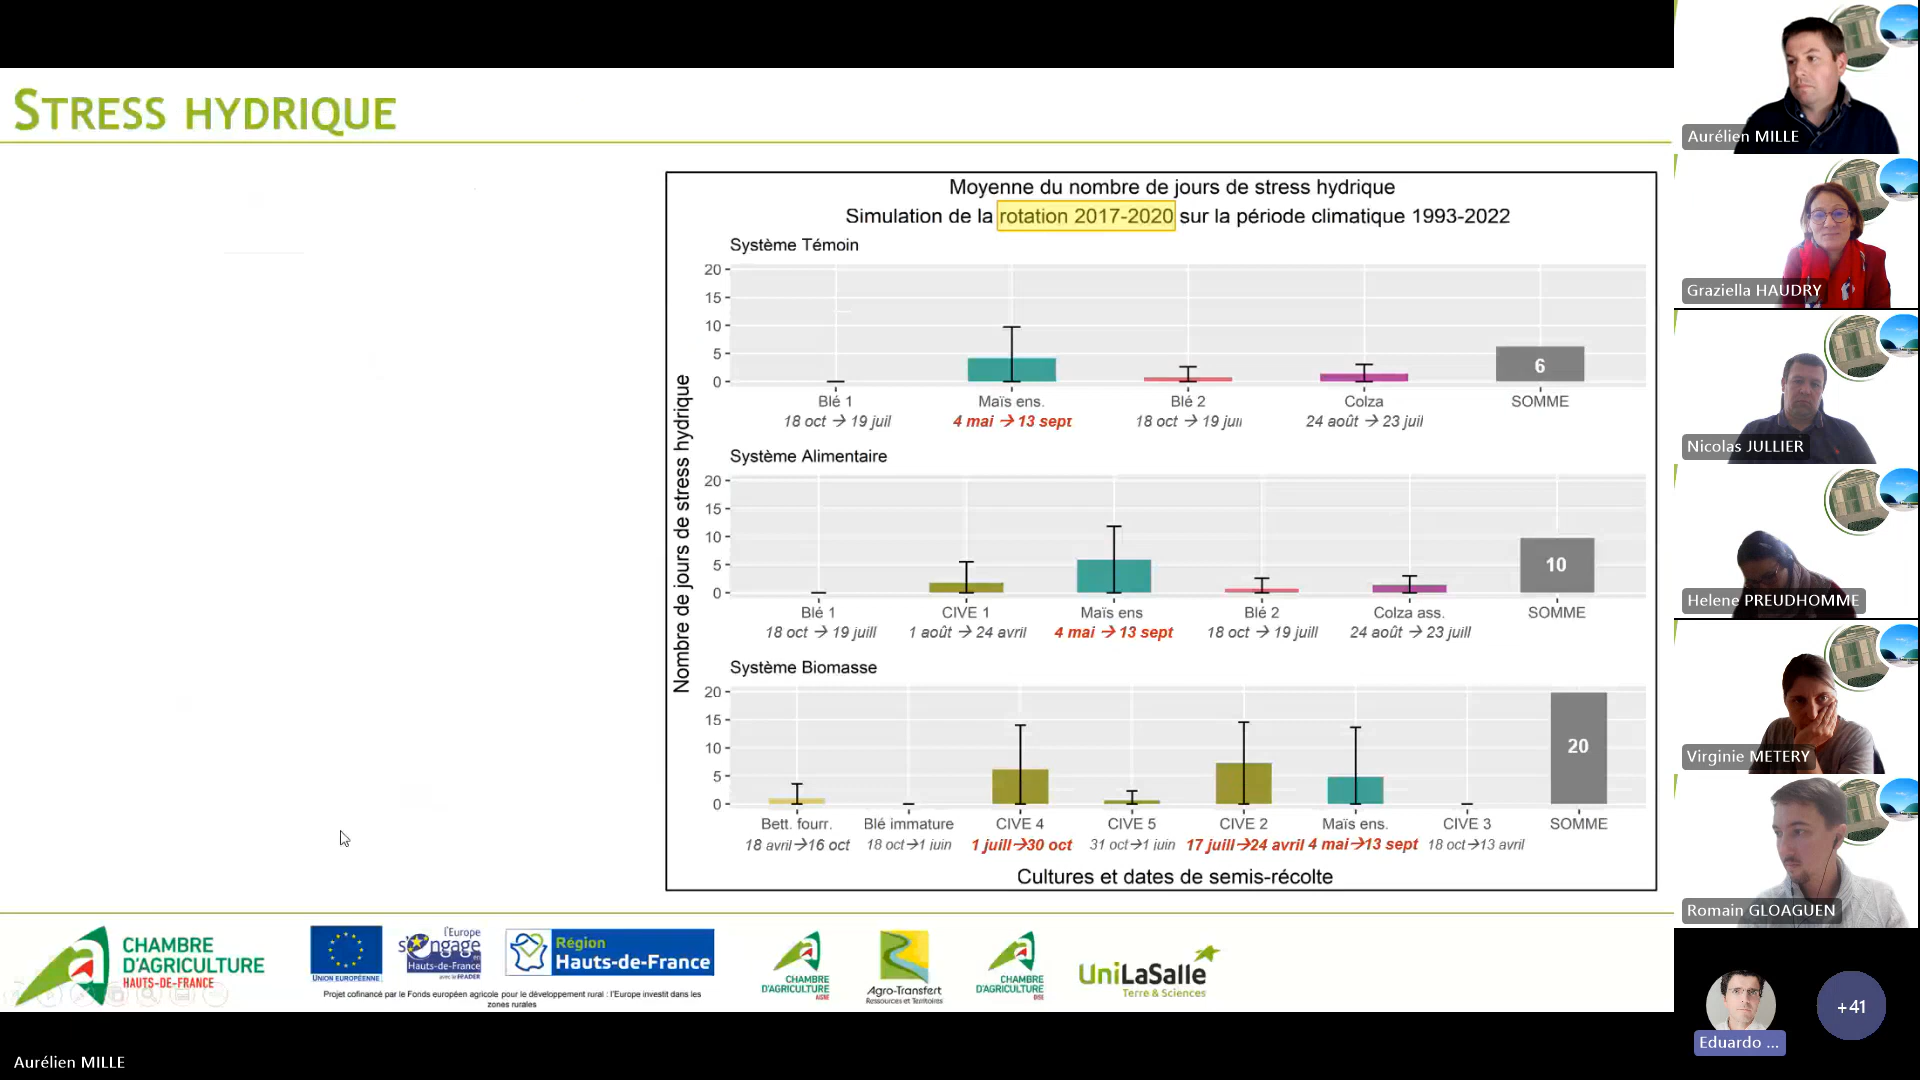 STRESS HYDRIQUE
Moyenne du nombre de jours de stress hydrique
Simulation de la rotation 2017-2020 sur la période climatique 1993-2022
Nombre de jours de stress hydrique
Système Témoin
20
15
10
5
0
6
Blé 1 Maïs ens. Blé 2 Colza SOMME
18 oct → 19 juil 4 mai → 13 sept 18 oct → 19 juil 24 août → 23 juil
Système Alimentaire
20
15
10
5
0
10
Blé 1 CIVE 1 Maïs ens Blé 2 Colza ass. SOMME
18 oct → 19 juill 1 août → 24 avril 4 mai → 13 sept 18 oct → 19 juill 24 août → 23 juill
Système Biomasse
20
15
10
5
0
20
Bett. fourr. Blé immature CIVE 4 CIVE 5 CIVE 2 Maïs ens. CIVE 3 SOMME
18 avril→16 oct 18 oct→1 juin 1 juill→30 oct 31 oct→1 juin 17 juill→24 avril 4 mai→13 sept 18 oct→13 avril
Cultures et dates de semis-récolte
CHAMBRE
D'AGRICULTURE
HAUTS-DE-FRANCE
UNION EUROPÉENNE
l'Europe
s'engage
en
Hauts-de-France
avec le FEADER
Région
Hauts-de-France
Projet cofinancé par le Fonds européen agricole pour le développement rural : l'Europe investit dans les
zones rurales
CHAMBRE
D'AGRICULTURE
AISNE
Agro-Transfert
Ressources et Territoires
CHAMBRE
D'AGRICULTURE
OISE
UniLaSalle
Terre & Sciences
Aurélien MILLE
Aurélien MILLE
Graziella HAUDRY
Nicolas JULLIER
Helene PREUDHOMME
Virginie METERY
Romain GLOAGUEN
Eduardo ...
+41